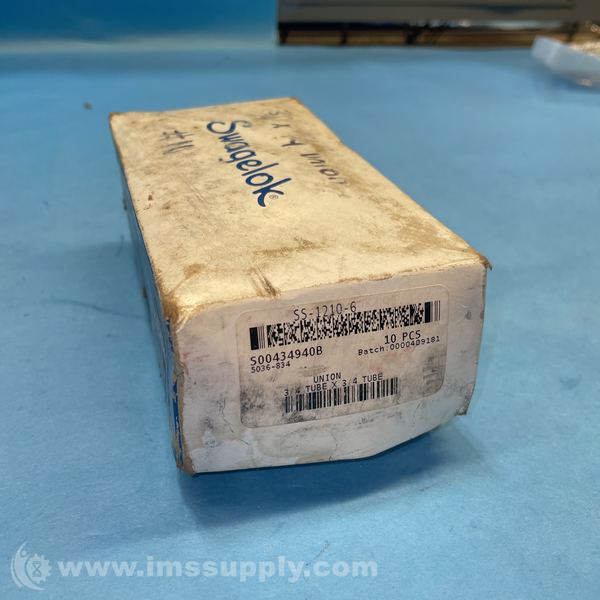 Swagelok®
union
SS-1210-6
S00434940B
5036-834
10 PCS
Batch:0000409181
UNION
3/4 TUBE X 3/4 TUBE
www.imssupply.com